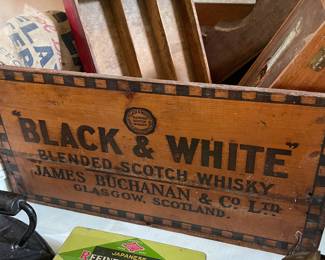 "BLACK & WHITE"
BLENDED SCOTCH WHISKY
JAMES BUCHANAN & CO LTD.
GLASGOW, SCOTLAND.
JAPANESE